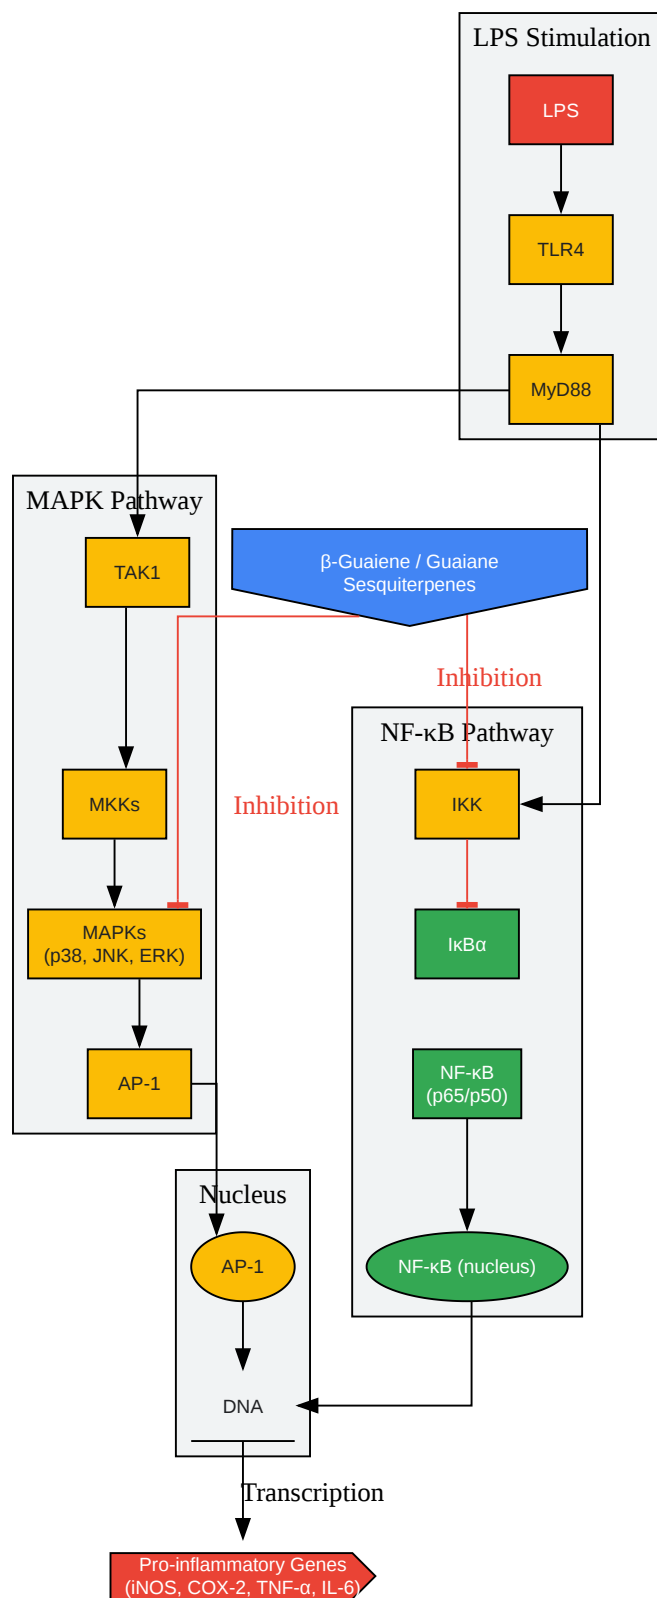 LPS Stimulation
LPS
TLR4
MyD88
MAPK Pathway
TAK1
β-Guaiene / Guaiane
Sesquiterpenes
Inhibition
NF-κB Pathway
MKKs
Inhibition
IKK
MAPKs
(p38, JNK, ERK)
IκBα
AP-1
NF-κB
(p65/p50)
Nucleus
AP-1
NF-κB (nucleus)
DNA
Transcription
Pro-inflammatory Genes
(iNOS, COX-2, TNF-α, IL-6)